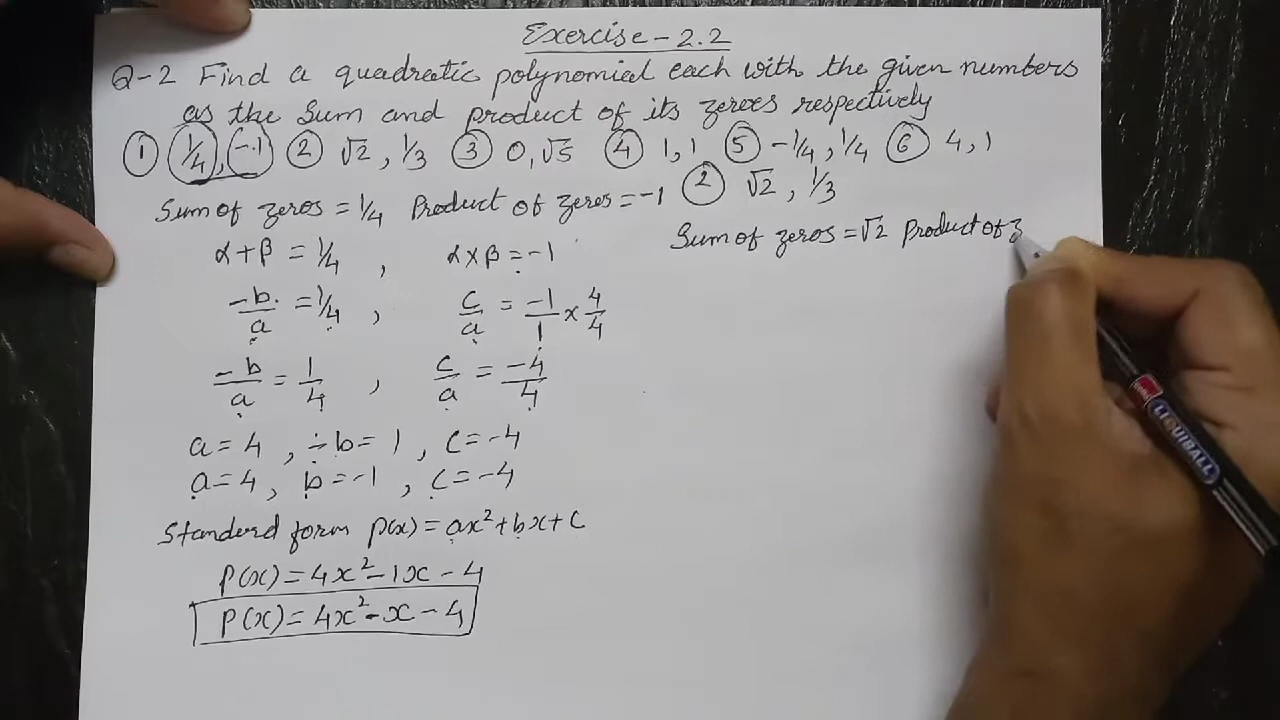 Exercise - 2.2
Q-2 Find a quadratic polynomial each with the given numbers
as the Sum and product of its zeroes respectively
① 1/4, -1 ② √2, 1/3 ③ 0, √5 ④ 1, 1 ⑤ -1/4, 1/4 ⑥ 4, 1
Sum of zeros = 1/4 Product of zeros = -1
α + β = 1/4 , α × β = -1
-b/a = 1/4 , c/a = -1/1 × 4/4
-b/a = 1/4 , c/a = -4/4
a = 4 , -b = 1 , c = -4
a = 4 , b = -1 , c = -4
Standerd form p(x) = ax² + bx + c
P(x) = 4x² - 1x - 4
P(x) = 4x² - x - 4
② √2 , 1/3
Sum of zeros = √2 Product of z
LIQUIBALL